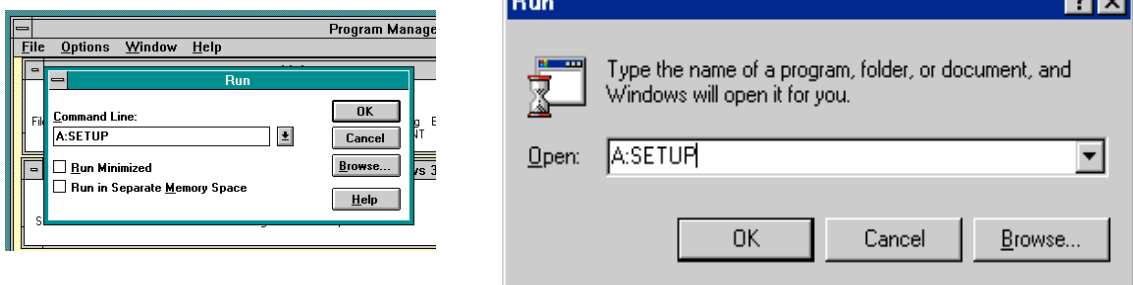 Program Manage
File Options Window Help
Run
Command Line:
A:SETUP
Run Minimized
Run in Separate Memory Space
OK
Cancel
Browse...
Help
Run
Type the name of a program, folder, or document, and
Windows will open it for you.
Open: A:SETUP
OK Cancel Browse...